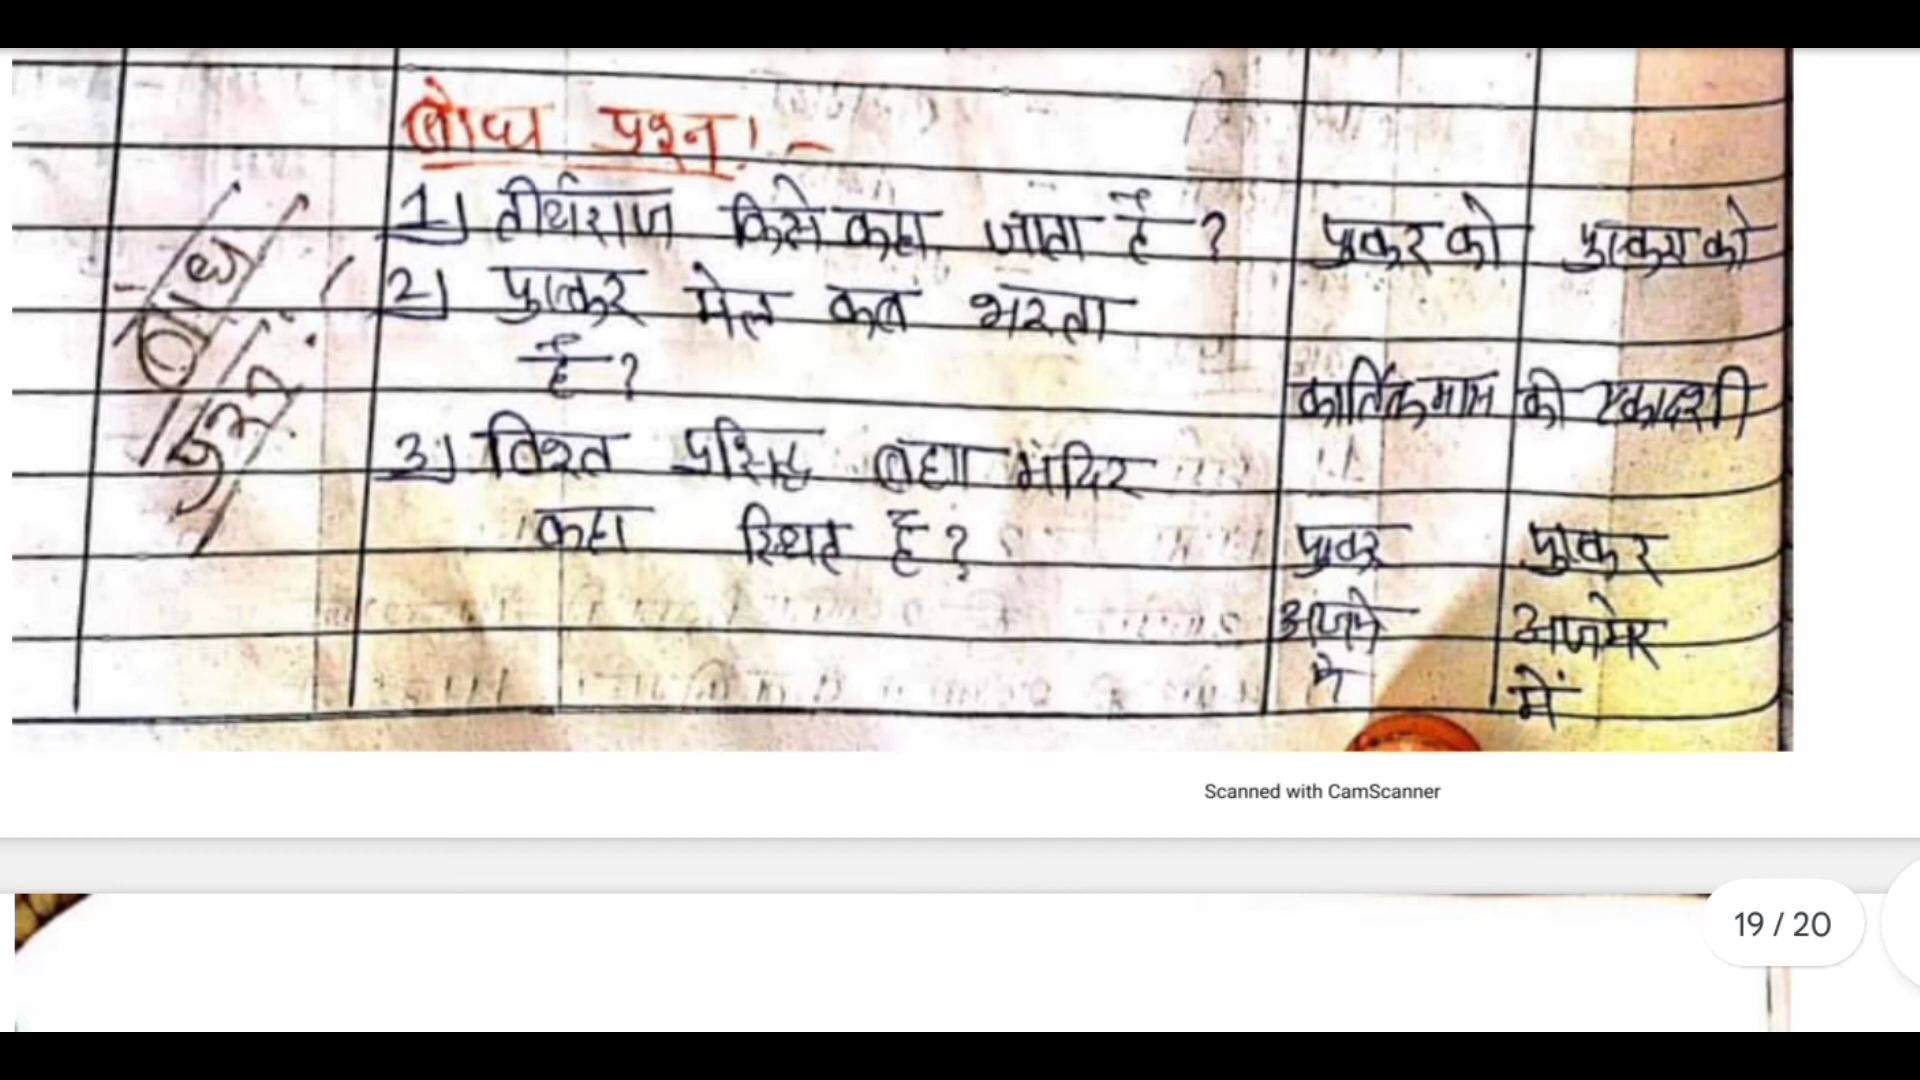 बोध प्रश्न! -
बोध प्रश्न :-
1) तीर्थराज किसे कहा जाता है ? पुष्कर को पुष्कर को
2) पुष्कर मेल कब भरता
है ?
कार्तिक मास की एकादशी
3) विश्व प्रसिद्ध ब्रह्मा मंदिर
कहा स्थित है ? पुष्कर पुष्कर
अजमे अजमेर
मे में
Scanned with CamScanner
19 / 20